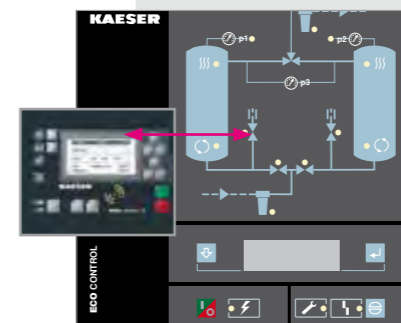 KAESER
p1
p2
p3
KAESER
ECO CONTROL